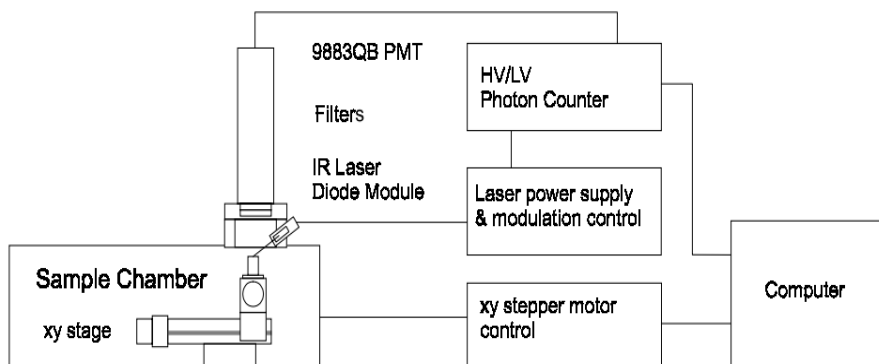 9883QB PMT
HV/LV
Photon Counter
Filters
IR Laser
Diode Module
Laser power supply
& modulation control
Sample Chamber
xy stage
xy stepper motor
control
Computer